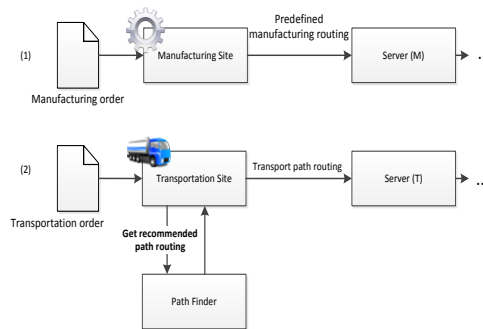 Predefined
manufacturing routing
(1)
Manufacturing Site
Server (M)
..
Manufacturing order
(2)
Transportation Site
Transport path routing
Server (T)
...
Transportation order
Get recommended
path routing
Path Finder